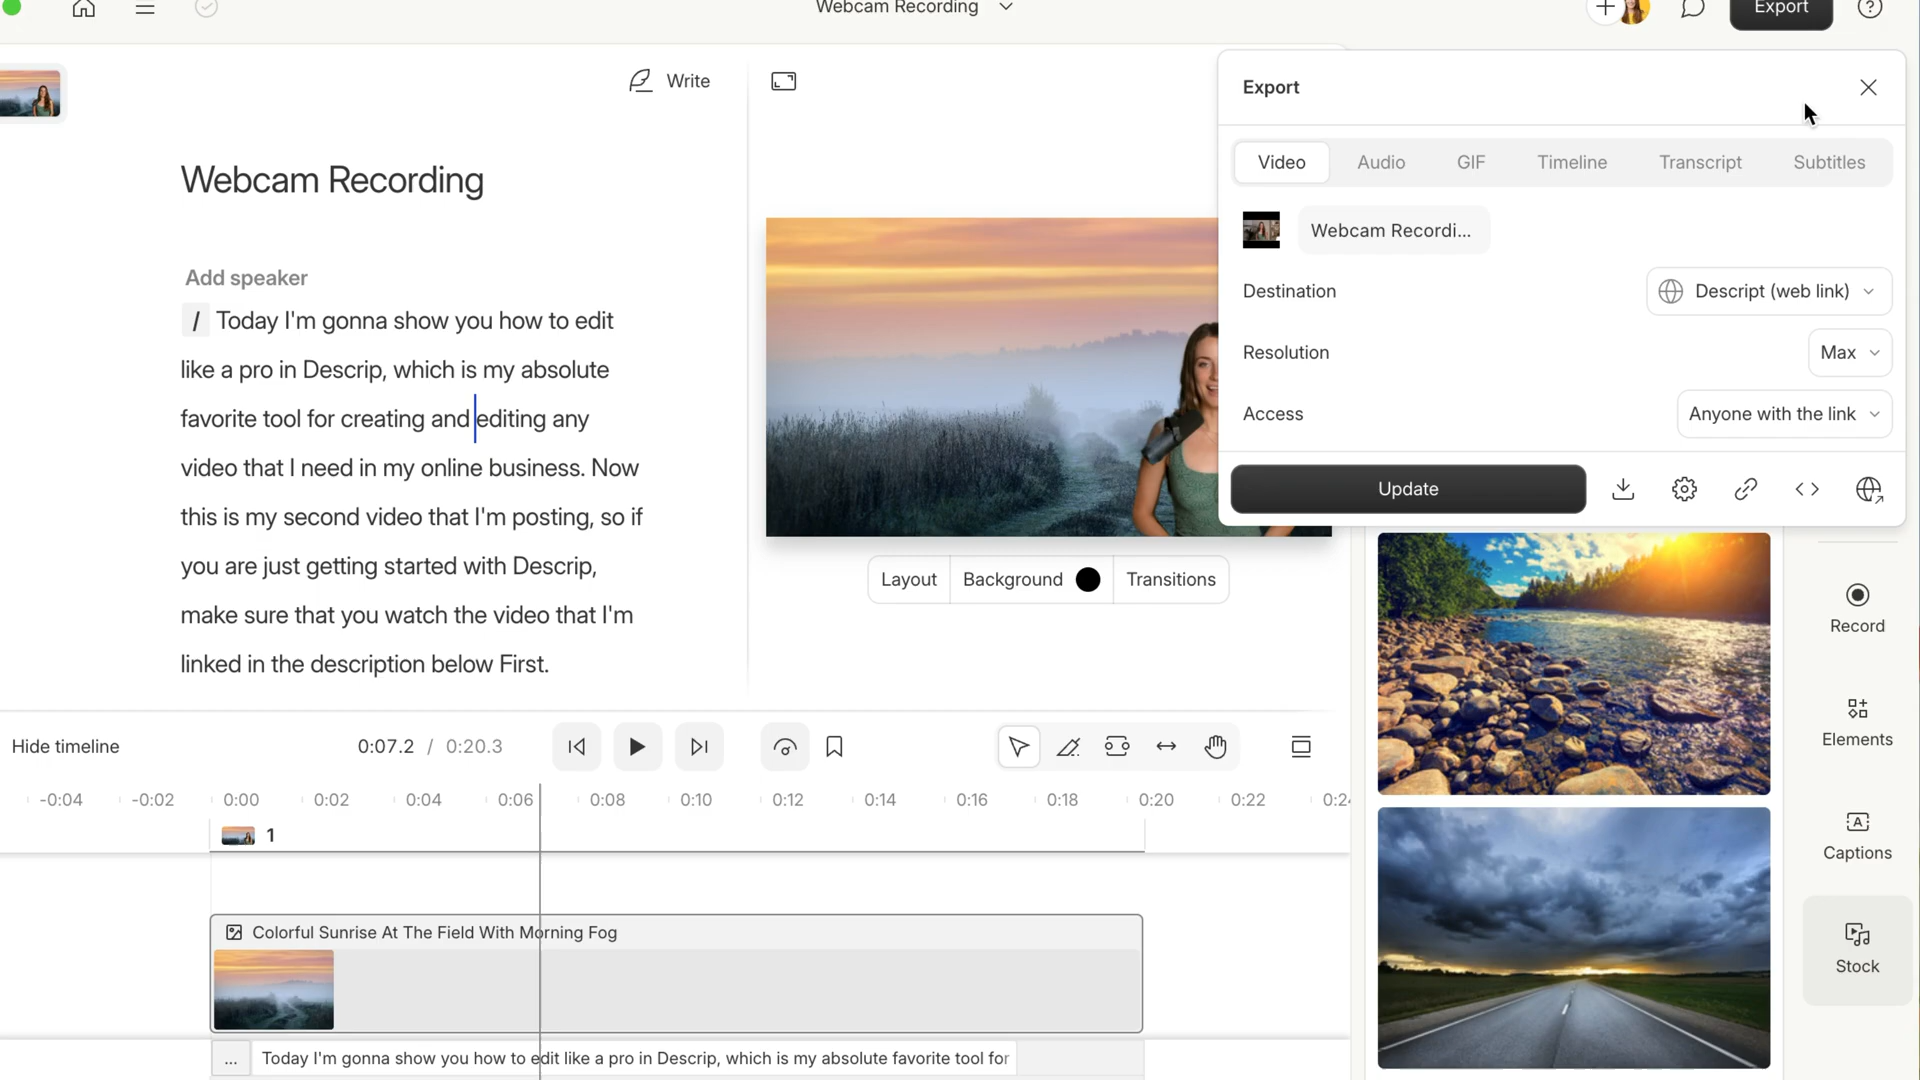 Webcam Recording
Export
Write
Webcam Recording
Add speaker
/ Today I'm gonna show you how to edit
like a pro in Descrip, which is my absolute
favorite tool for creating and editing any
video that I need in my online business. Now
this is my second video that I'm posting, so if
you are just getting started with Descrip,
make sure that you watch the video that I'm
linked in the description below First.
Layout
Background
Transitions
Export
Video
Audio
GIF
Timeline
Transcript
Subtitles
Webcam Recordi...
Destination
Descript (web link)
Resolution
Max
Access
Anyone with the link
Update
Record
Elements
Captions
Stock
Hide timeline
0:07.2 / 0:20.3
-0:04
-0:02
0:00
0:02
0:04
0:06
0:08
0:10
0:12
0:14
0:16
0:18
0:20
0:22
1
Colorful Sunrise At The Field With Morning Fog
... Today I'm gonna show you how to edit like a pro in Descrip, which is my absolute favorite tool for